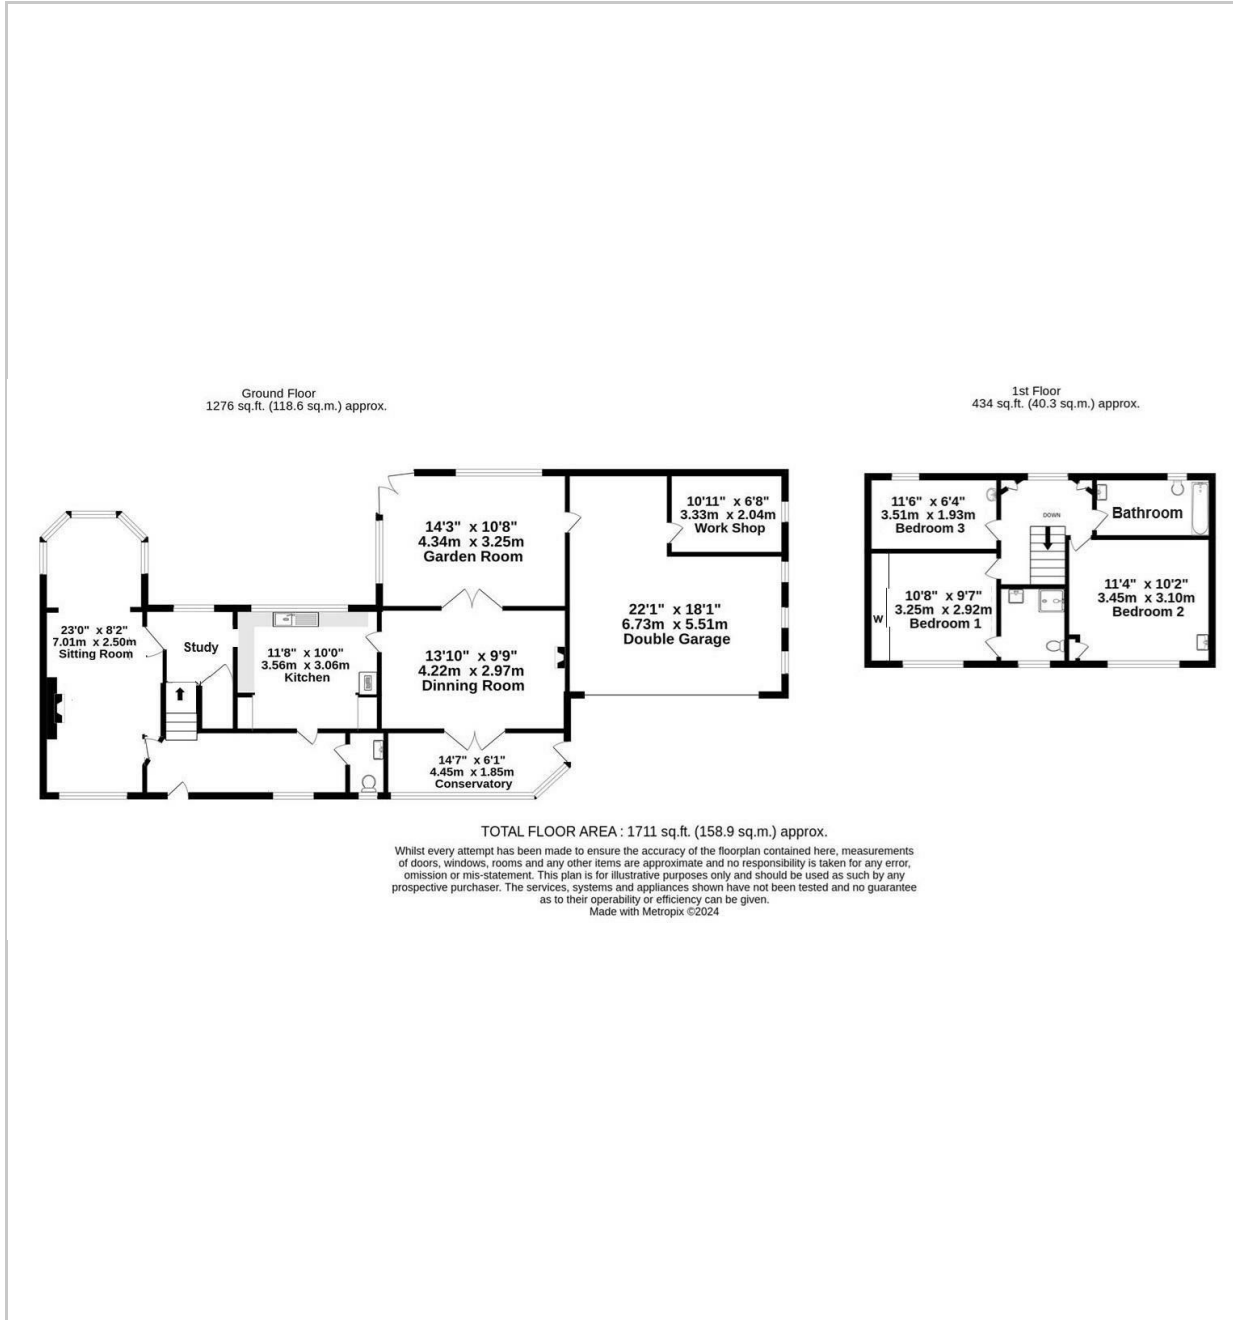 Ground Floor
1276 sq.ft. (118.6 sq.m.) approx.
1st Floor
434 sq.ft. (40.3 sq.m.) approx.
14'3" x 10'8"
4.34m x 3.25m
Garden Room
10'11" x 6'8"
3.33m x 2.04m
Work Shop
23'0" x 8'2"
7.01m x 2.50m
Sitting Room
Study
11'8" x 10'0"
3.56m x 3.06m
Kitchen
13'10" x 9'9"
4.22m x 2.97m
Dinning Room
22'1" x 18'1"
6.73m x 5.51m
Double Garage
14'7" x 6'1"
4.45m x 1.85m
Conservatory
11'6" x 6'4"
3.51m x 1.93m
Bedroom 3
DOWN
Bathroom
W
10'8" x 9'7"
3.25m x 2.92m
Bedroom 1
11'4" x 10'2"
3.45m x 3.10m
Bedroom 2
TOTAL FLOOR AREA : 1711 sq.ft. (158.9 sq.m.) approx.
Whilst every attempt has been made to ensure the accuracy of the floorplan contained here, measurements
of doors, windows, rooms and any other items are approximate and no responsibility is taken for any error,
omission or mis-statement. This plan is for illustrative purposes only and should be used as such by any
prospective purchaser. The services, systems and appliances shown have not been tested and no guarantee
as to their operability or efficiency can be given.
Made with Metropix ©2024